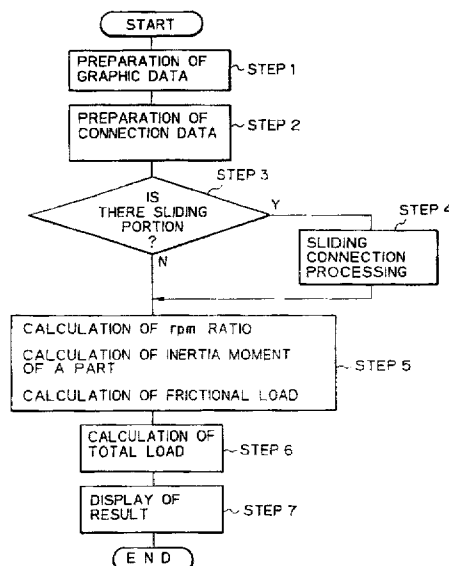 START
PREPARATION OF
GRAPHIC DATA
STEP 1
PREPARATION OF
CONNECTION DATA
STEP 2
STEP 3
IS
THERE SLIDING
PORTION
?
Y
N
STEP 4
SLIDING
CONNECTION
PROCESSING
CALCULATION OF rpm RATIO
CALCULATION OF INERTIA MOMENT
OF A PART
CALCULATION OF FRICTIONAL LOAD
STEP 5
CALCULATION OF
TOTAL LOAD
STEP 6
DISPLAY OF
RESULT
STEP 7
END